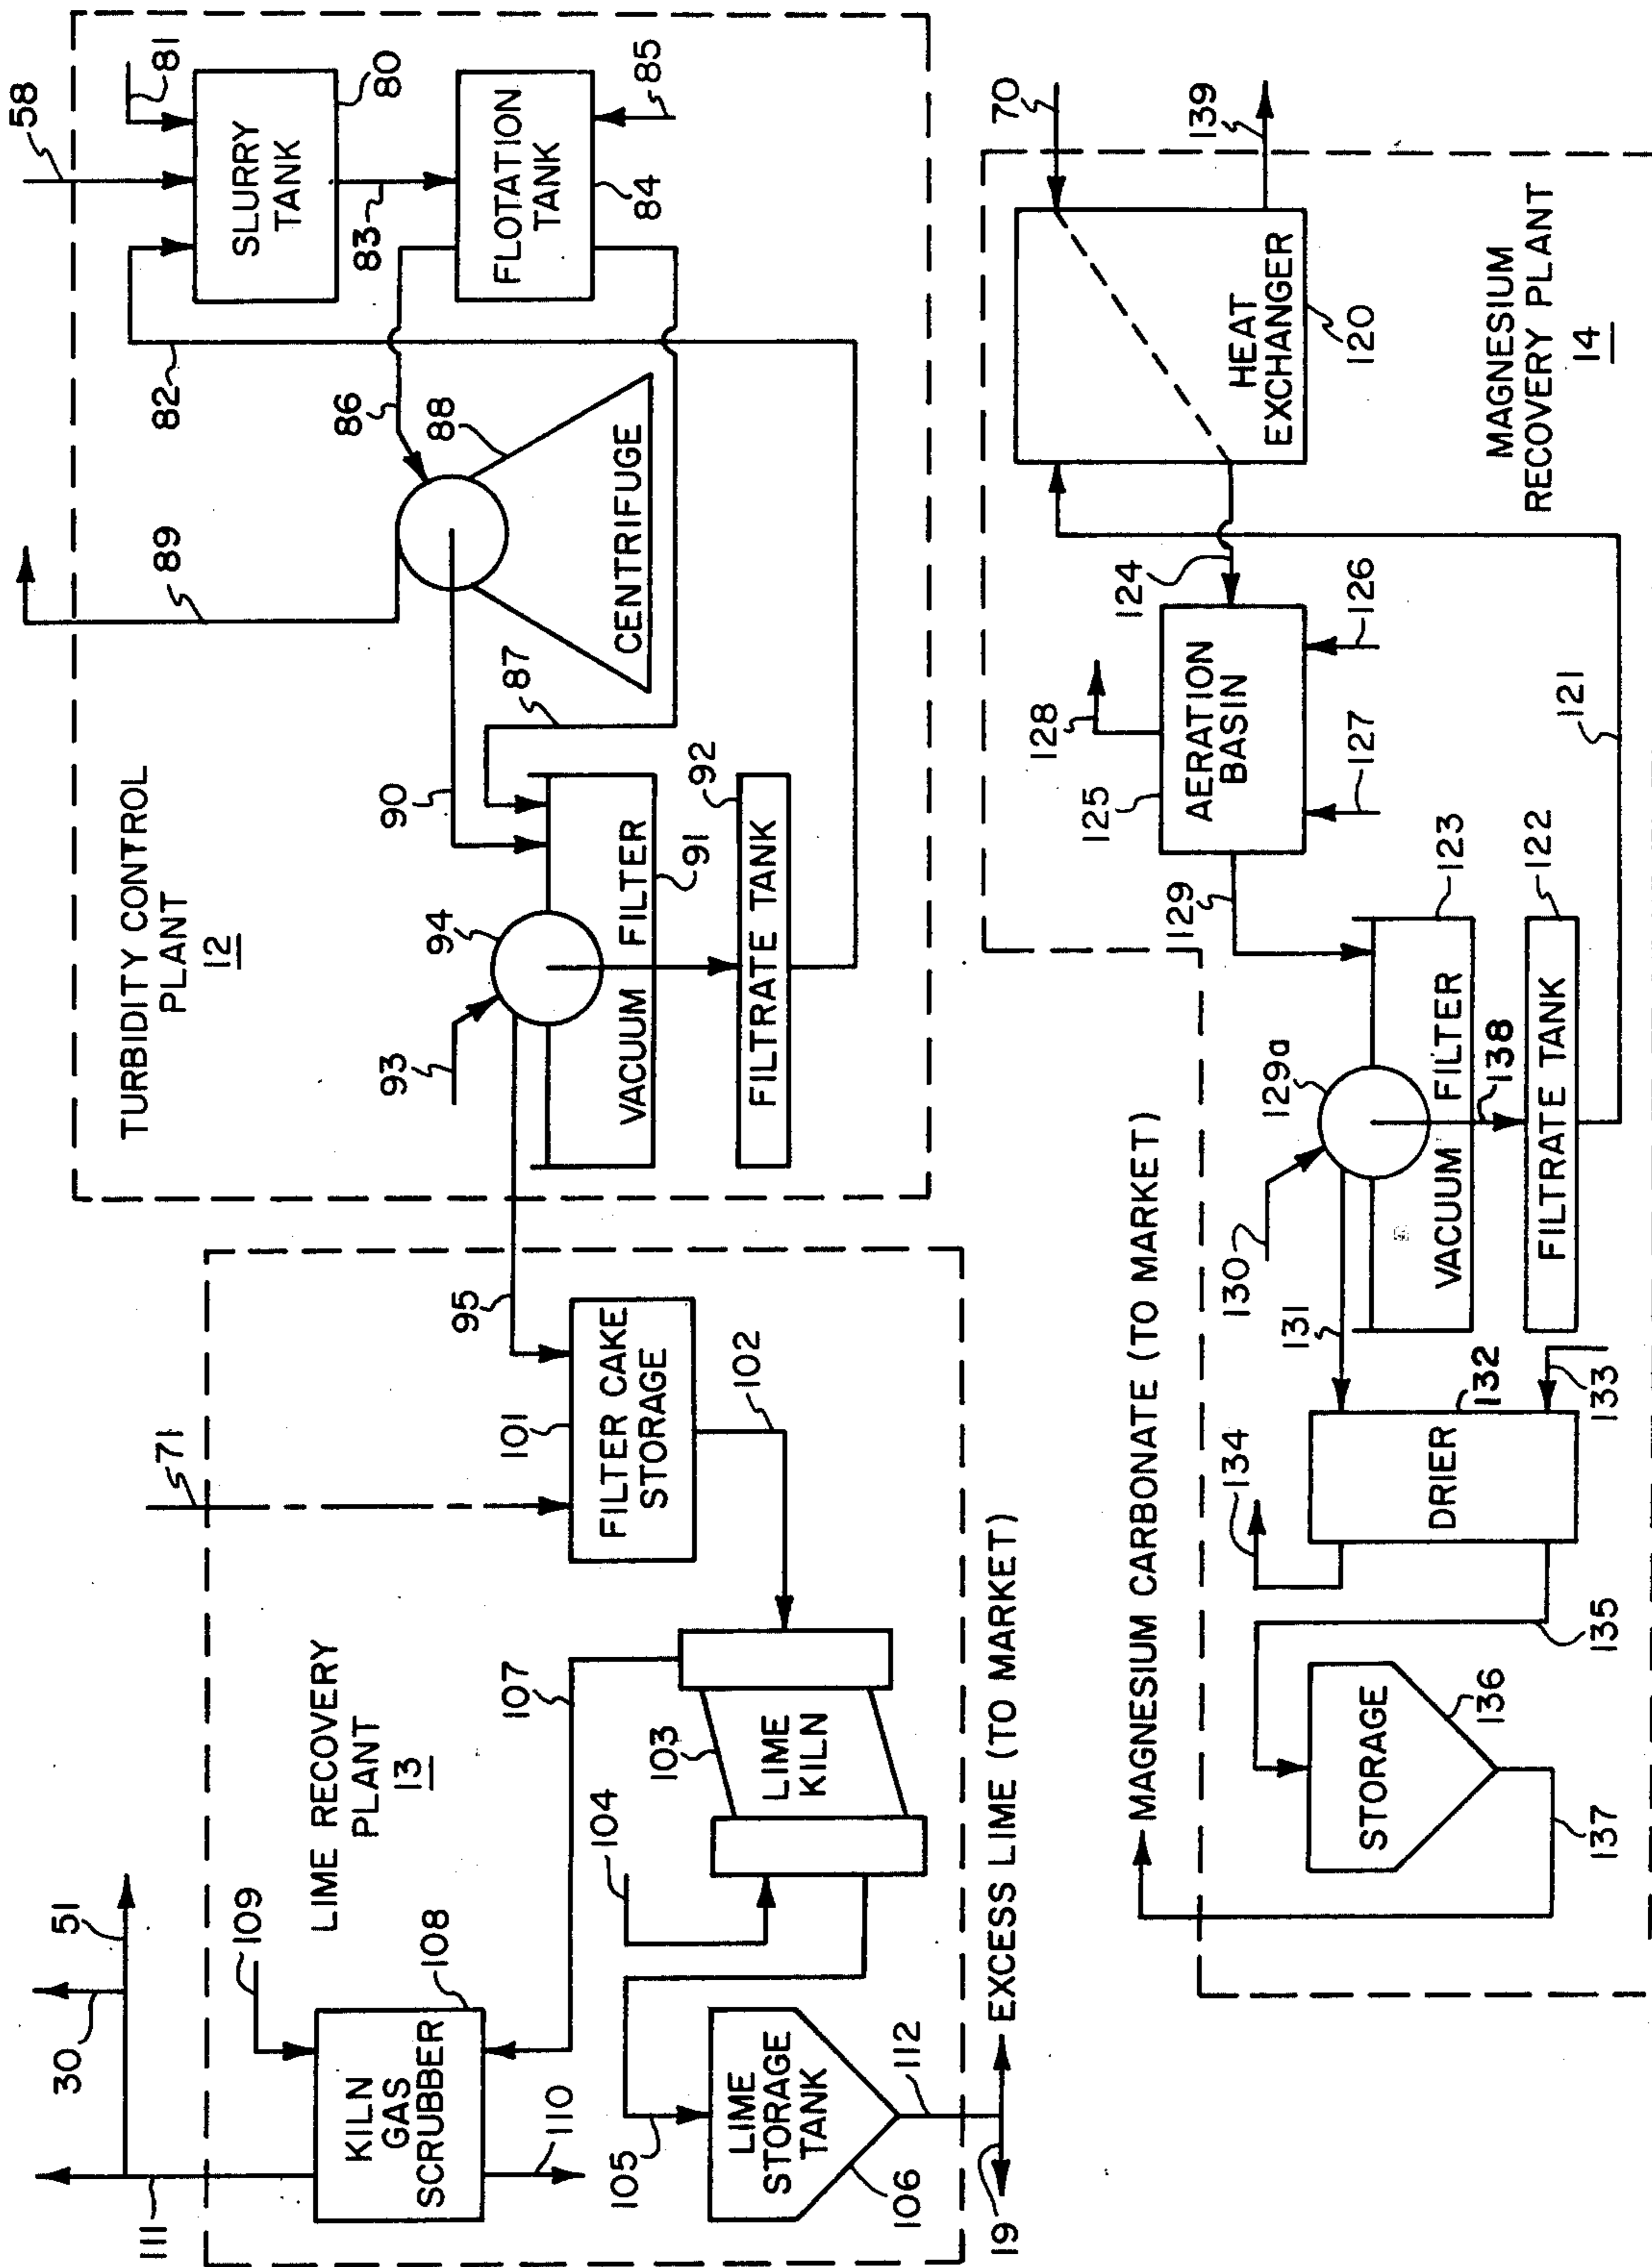 111
30
51
109
LIME RECOVERY
PLANT
13
KILN
GAS
SCRUBBER
108
110
107
104
103
LIME
KILN
105
LIME
STORAGE
TANK
106
112
19
EXCESS LIME (TO MARKET)
71
101
FILTER CAKE
STORAGE
102
95
TURBIDITY CONTROL
PLANT
12
93
94
90
87
VACUUM FILTER
91
FILTRATE TANK
92
89
86
88
CENTRIFUGE
82
58
81
SLURRY
TANK
80
83
FLOTATION
TANK
84
85
MAGNESIUM CARBONATE (TO MARKET)
134
STORAGE
136
137
135
DRIER
132
133
131
130
129a
VACUUM FILTER
123
138
FILTRATE TANK
122
121
129
128
125
AERATION
BASIN
127
126
124
70
139
HEAT
EXCHANGER
120
MAGNESIUM
RECOVERY PLANT
14